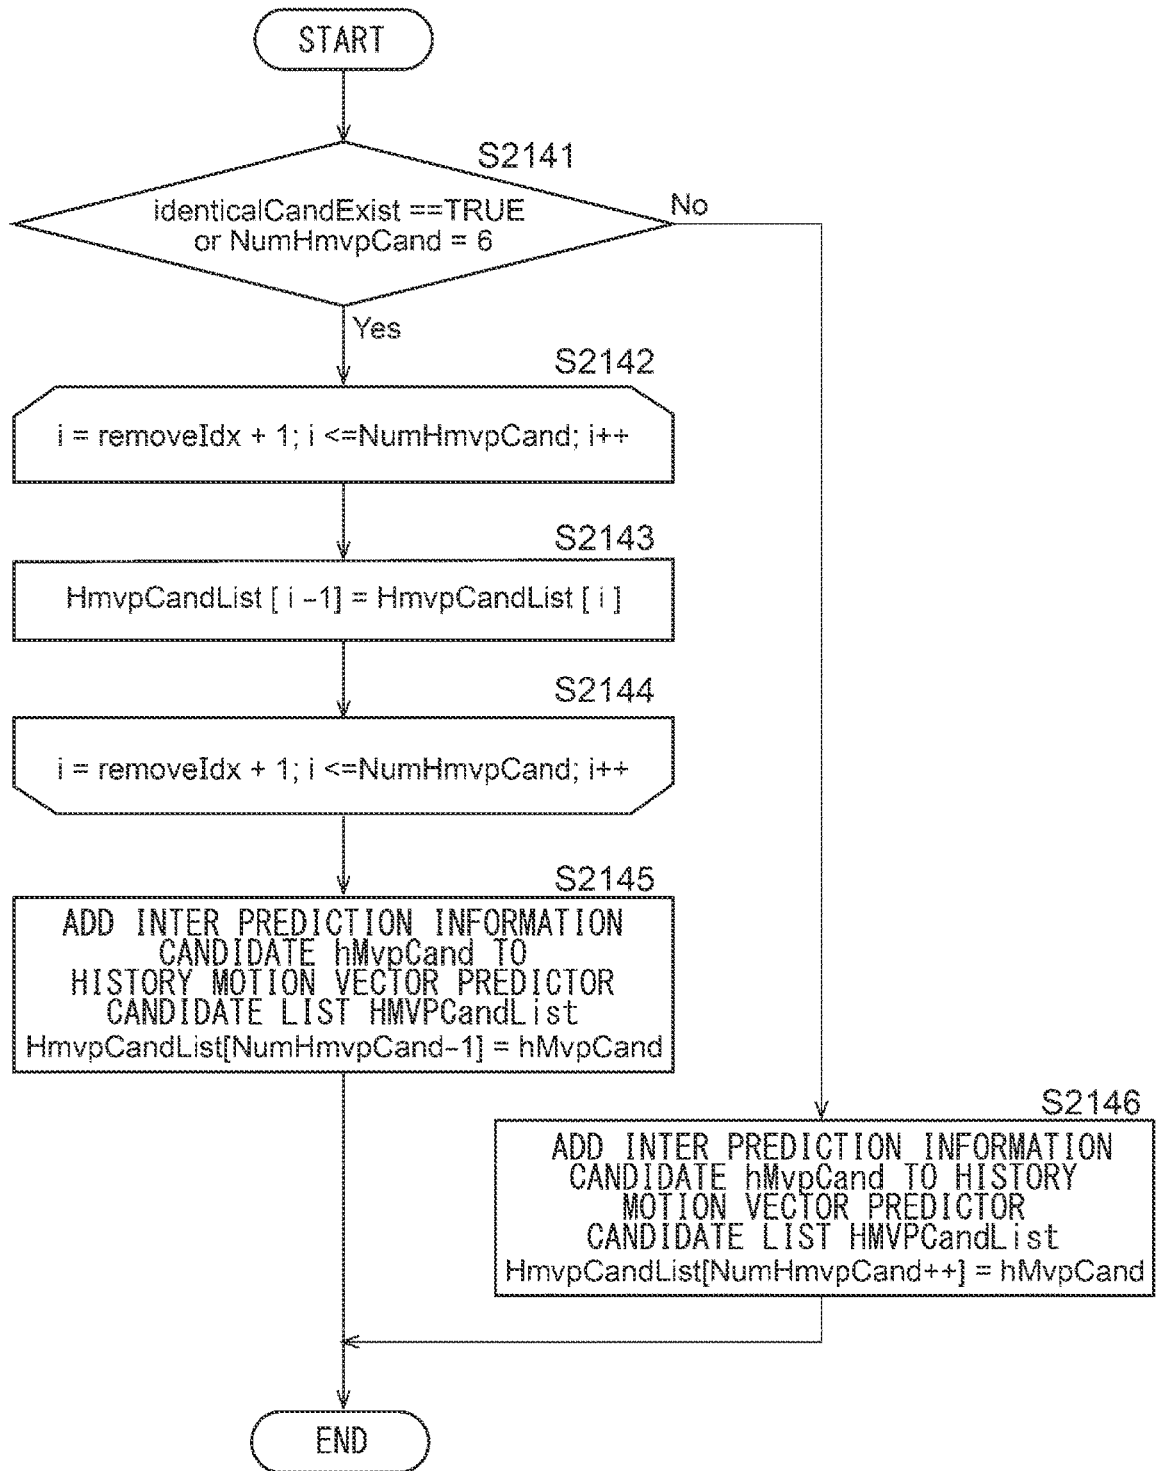 START
S2141
identicalCandExist ==TRUE
or NumHmvpCand = 6
No
Yes
S2142
i = removeIdx + 1; i <=NumHmvpCand; i++
S2143
HmvpCandList [ i -1] = HmvpCandList [ i ]
S2144
i = removeIdx + 1; i <=NumHmvpCand; i++
S2145
ADD INTER PREDICTION INFORMATION
CANDIDATE hMvpCand TO
HISTORY MOTION VECTOR PREDICTOR
CANDIDATE LIST HMVPCandList
HmvpCandList[NumHmvpCand-1] = hMvpCand
S2146
ADD INTER PREDICTION INFORMATION
CANDIDATE hMvpCand TO HISTORY
MOTION VECTOR PREDICTOR
CANDIDATE LIST HMVPCandList
HmvpCandList[NumHmvpCand++] = hMvpCand
END